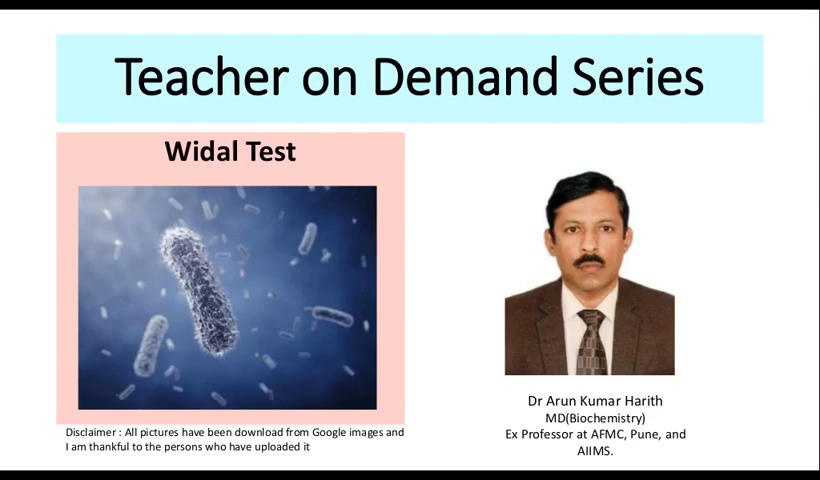 Teacher on Demand Series
Widal Test
Disclaimer : All pictures have been download from Google images and
I am thankful to the persons who have uploaded it
Dr Arun Kumar Harith
MD(Biochemistry)
Ex Professor at AFMC, Pune, and
AIIMS.